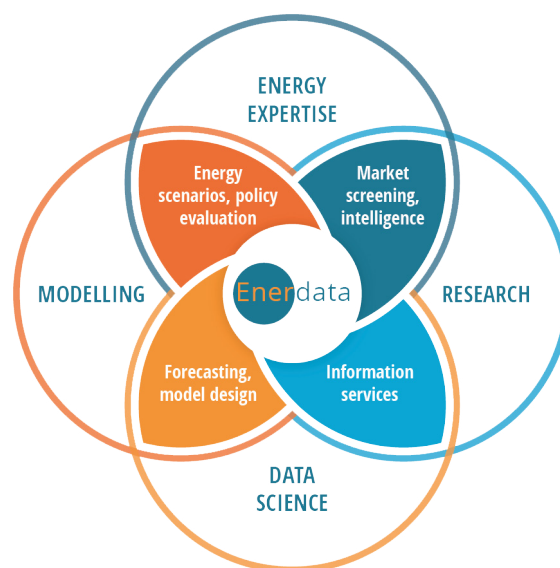 ENERGY
EXPERTISE
Energy
scenarios, policy
evaluation
Market
screening,
intelligence
MODELLING
Enerdata
RESEARCH
Forecasting,
model design
Information
services
DATA
SCIENCE